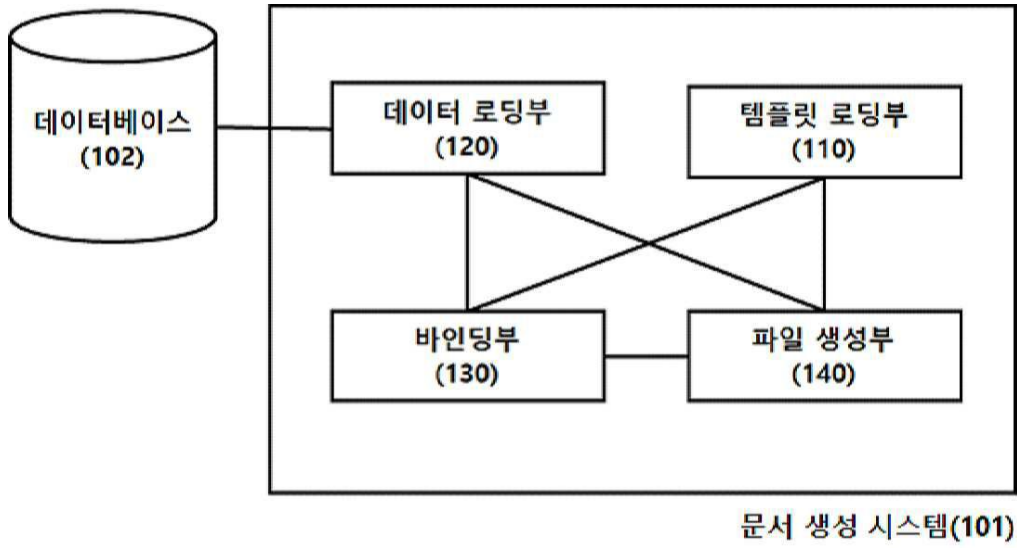 데이터베이스
(102)
데이터 로딩부
(120)
템플릿 로딩부
(110)
바인딩부
(130)
파일 생성부
(140)
문서 생성 시스템(101)